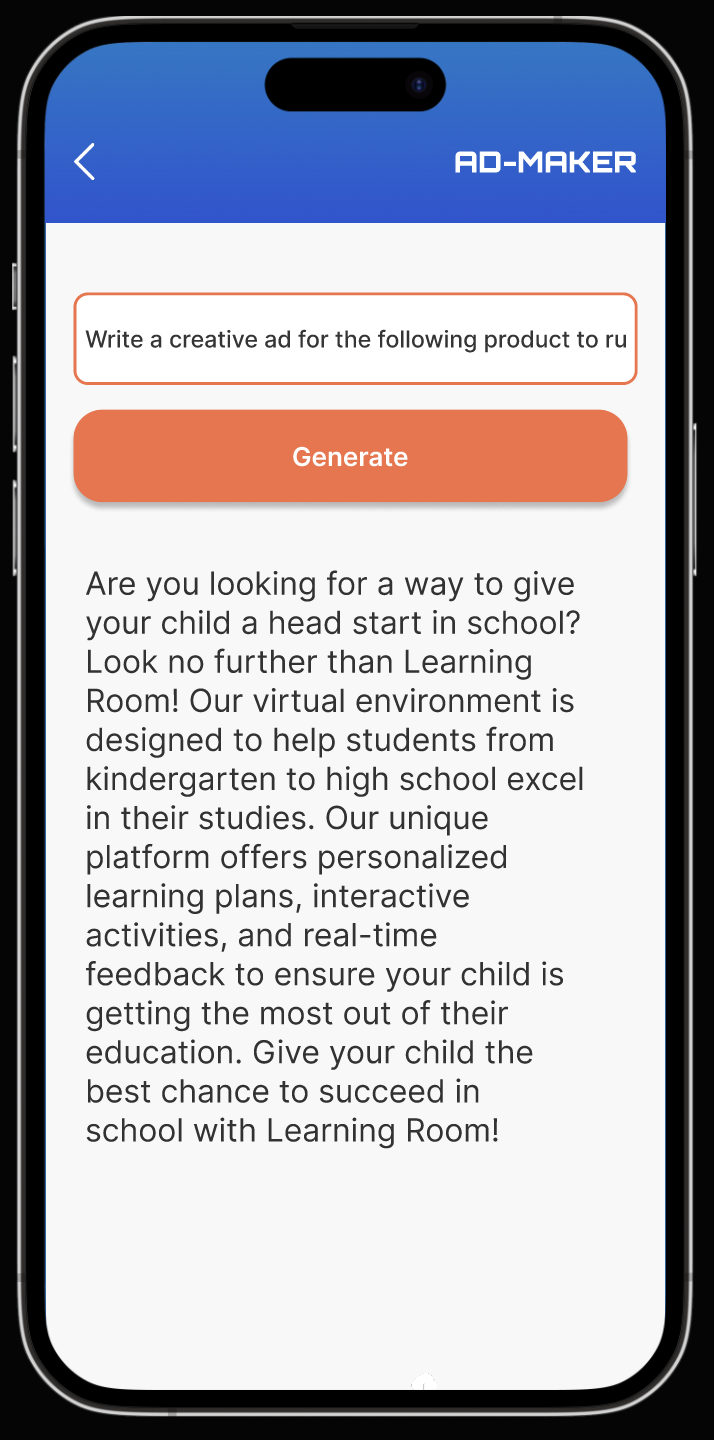 AD-MAKER
Write a creative ad for the following product to ru
Generate
Are you looking for a way to give
your child a head start in school?
Look no further than Learning
Room! Our virtual environment is
designed to help students from
kindergarten to high school excel
in their studies. Our unique
platform offers personalized
learning plans, interactive
activities, and real-time
feedback to ensure your child is
getting the most out of their
education. Give your child the
best chance to succeed in
school with Learning Room!